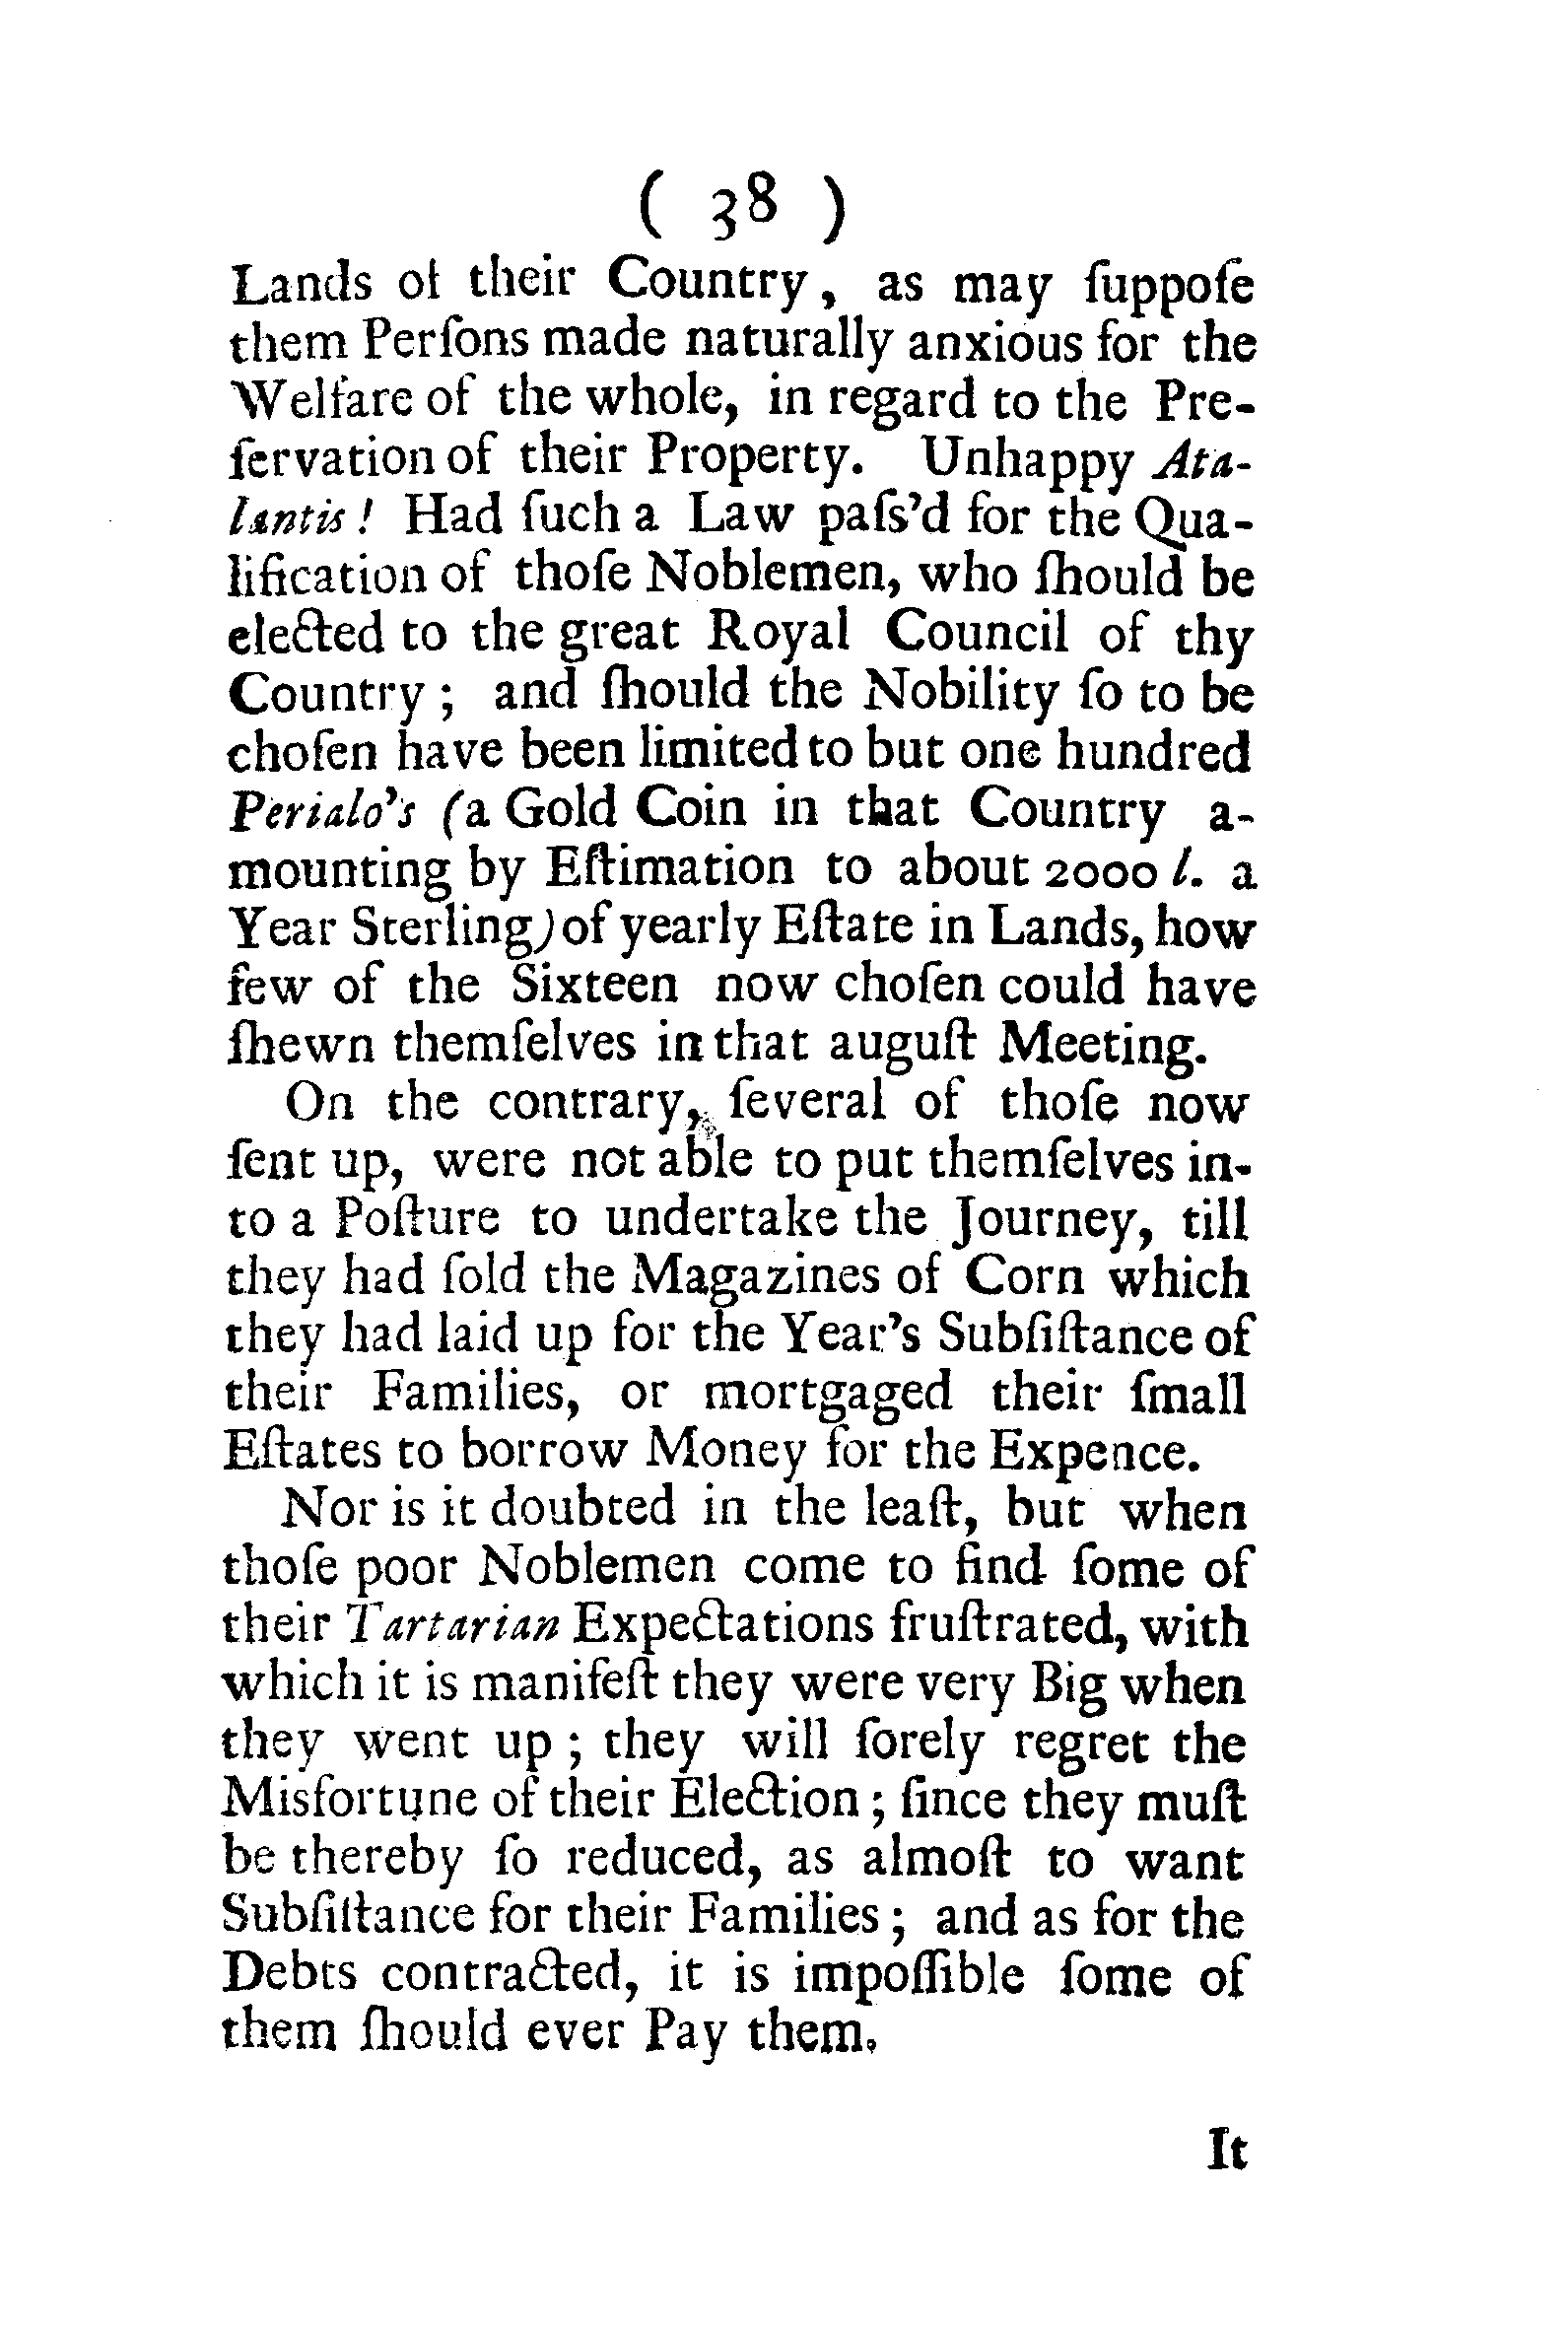 ( 38 )
Lands of their Country, as may ſuppoſe
them Perſons made naturally anxious for the
Welfare of the whole, in regard to the Pre-
ſervation of their Property. Unhappy Ata-
lantis! Had ſuch a Law paſs'd for the Qua-
lification of thoſe Noblemen, who ſhould be
elected to the great Royal Council of thy
Country; and ſhould the Nobility ſo to be
choſen have been limited to but one hundred
Perialo's (a Gold Coin in that Country a-
mounting by Eſtimation to about 2000 l. a
Year Sterling) of yearly Eſtate in Lands, how
few of the Sixteen now choſen could have
ſhewn themſelves in that auguſt Meeting.
On the contrary, ſeveral of thoſe now
ſent up, were not able to put themſelves in-
to a Poſture to undertake the Journey, till
they had ſold the Magazines of Corn which
they had laid up for the Year's Subſiſtance of
their Families, or mortgaged their ſmall
Eſtates to borrow Money for the Expence.
Nor is it doubted in the leaſt, but when
thoſe poor Noblemen come to find ſome of
their Tartarian Expectations fruſtrated, with
which it is manifeſt they were very Big when
they went up; they will ſorely regret the
Misfortune of their Election; ſince they muſt
be thereby ſo reduced, as almoſt to want
Subſiſtance for their Families; and as for the
Debts contracted, it is impoſſible ſome of
them ſhould ever Pay them.
It